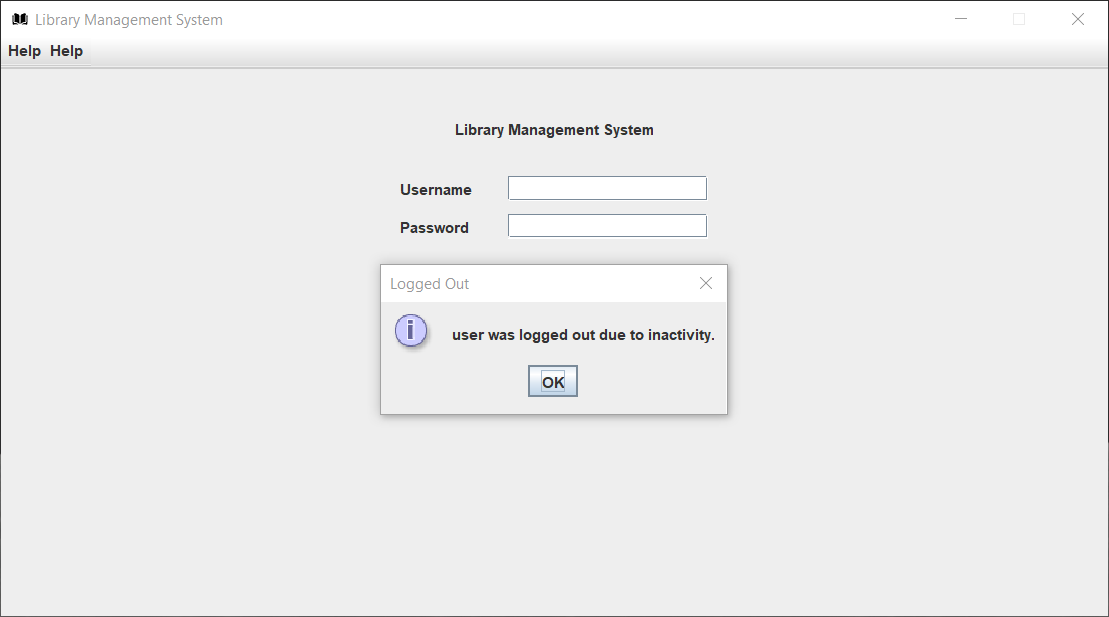 Library Management System
Help Help
Library Management System
Username
Password
Logged Out
i
user was logged out due to inactivity.
OK